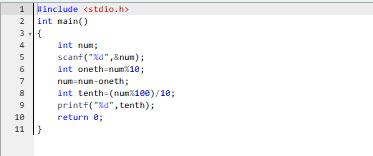 1 #include <stdio.h>
2 int main()
3 {
4 int num;
5 scanf("%d",&num);
6 int oneth=num%10;
7 num=num-oneth;
8 int tenth=(num%100)/10;
9 printf("%d",tenth);
10 return 0;
11 }